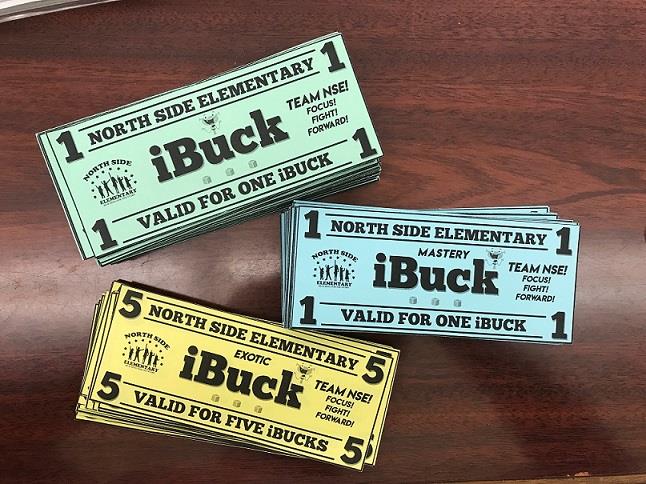 1 NORTH SIDE ELEMENTARY 1
NORTH SIDE
ELEMENTARY
iBuck
TEAM NSE!
FOCUS!
FIGHT!
FORWARD!
1 VALID FOR ONE iBUCK 1
1 NORTH SIDE ELEMENTARY 1
NORTH SIDE
ELEMENTARY
MASTERY
iBuck
TEAM NSE!
FOCUS!
FIGHT!
FORWARD!
1 VALID FOR ONE iBUCK 1
5 NORTH SIDE ELEMENTARY 5
NORTH SIDE
ELEMENTARY
EXOTIC
iBuck
TEAM NSE!
FOCUS!
FIGHT!
FORWARD!
5 VALID FOR FIVE iBUCKS 5